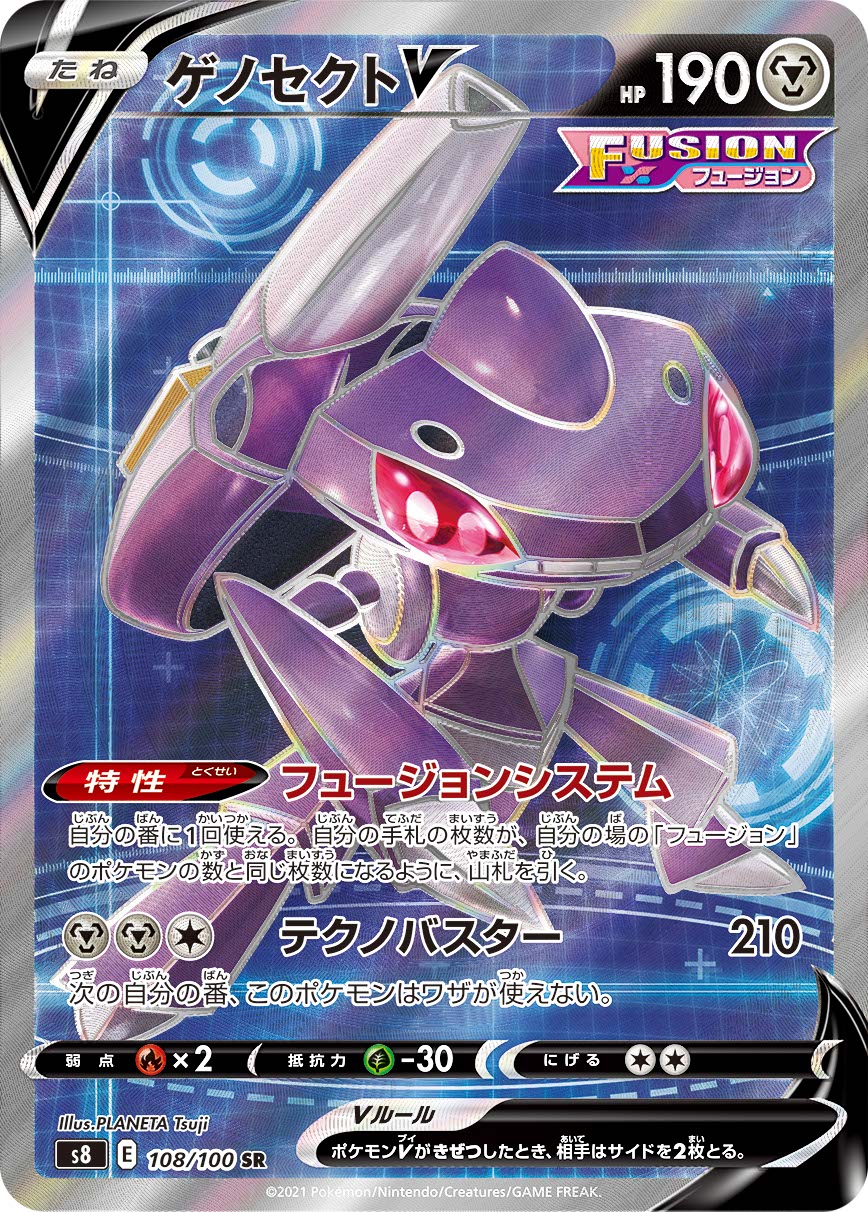 たね ゲノセクトV HP 190
FUSION
フュージョン
特性 とくせい フュージョンシステム
自分の番に1回使える。自分の手札の枚数が、自分の場の「フュージョン」
のポケモンの数と同じ枚数になるように、山札を引く。
テクノバスター 210
次の自分の番、このポケモンはワザが使えない。
弱点 ×2 抵抗力 -30 にげる
Illus.PLANETA Tsuji
Vルール
ポケモンVがきぜつしたとき、相手はサイドを2枚とる。
s8 E 108/100 SR
©2021 Pokémon/Nintendo/Creatures/GAME FREAK.